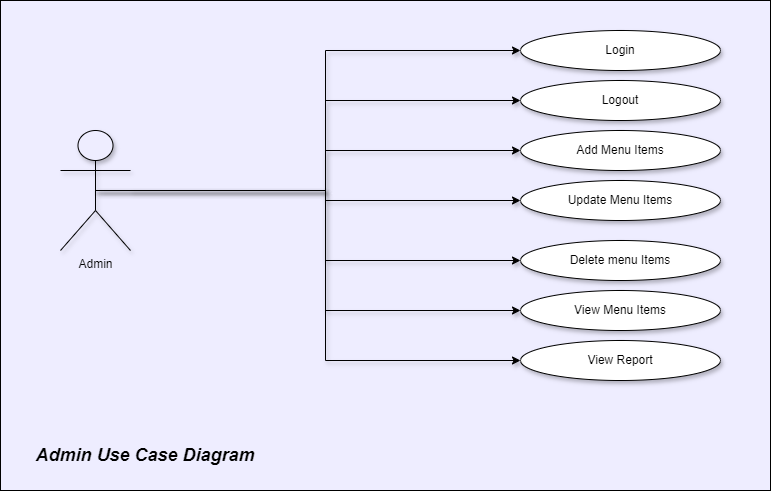 Login
Logout
Add Menu Items
Update Menu Items
Admin
Delete menu Items
View Menu Items
View Report
Admin Use Case Diagram